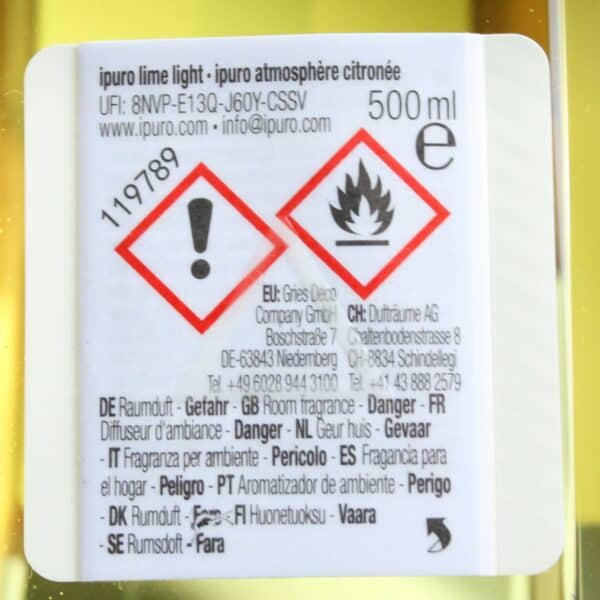 ipuro lime light · ipuro atmosphère citronée
UFI: 8NVP-E13Q-J60Y-CSSV
500 ml
www.ipuro.com · info@ipuro.com
e
119789
EU: Gries Deco
Company GmbH
Boschstraße 7
DE-63843 Niedernberg
Tel. +49 6028 944 3100
CH: Dufträume AG
Chaltenbodenstrasse 8
CH-8834 Schindellegi
Tel. +41 43 888 2579
DE Raumduft - Gefahr - GB Room fragrance - Danger - FR
Diffuseur d'ambiance - Danger - NL Geur huis - Gevaar
- IT Fragranza per ambiente - Pericolo - ES Fragancia para
el hogar - Peligro - PT Aromatizador de ambiente - Perigo
- DK Rumduft - Fare - FI Huonetuoksu - Vaara
- SE Rumsdoft - Fara